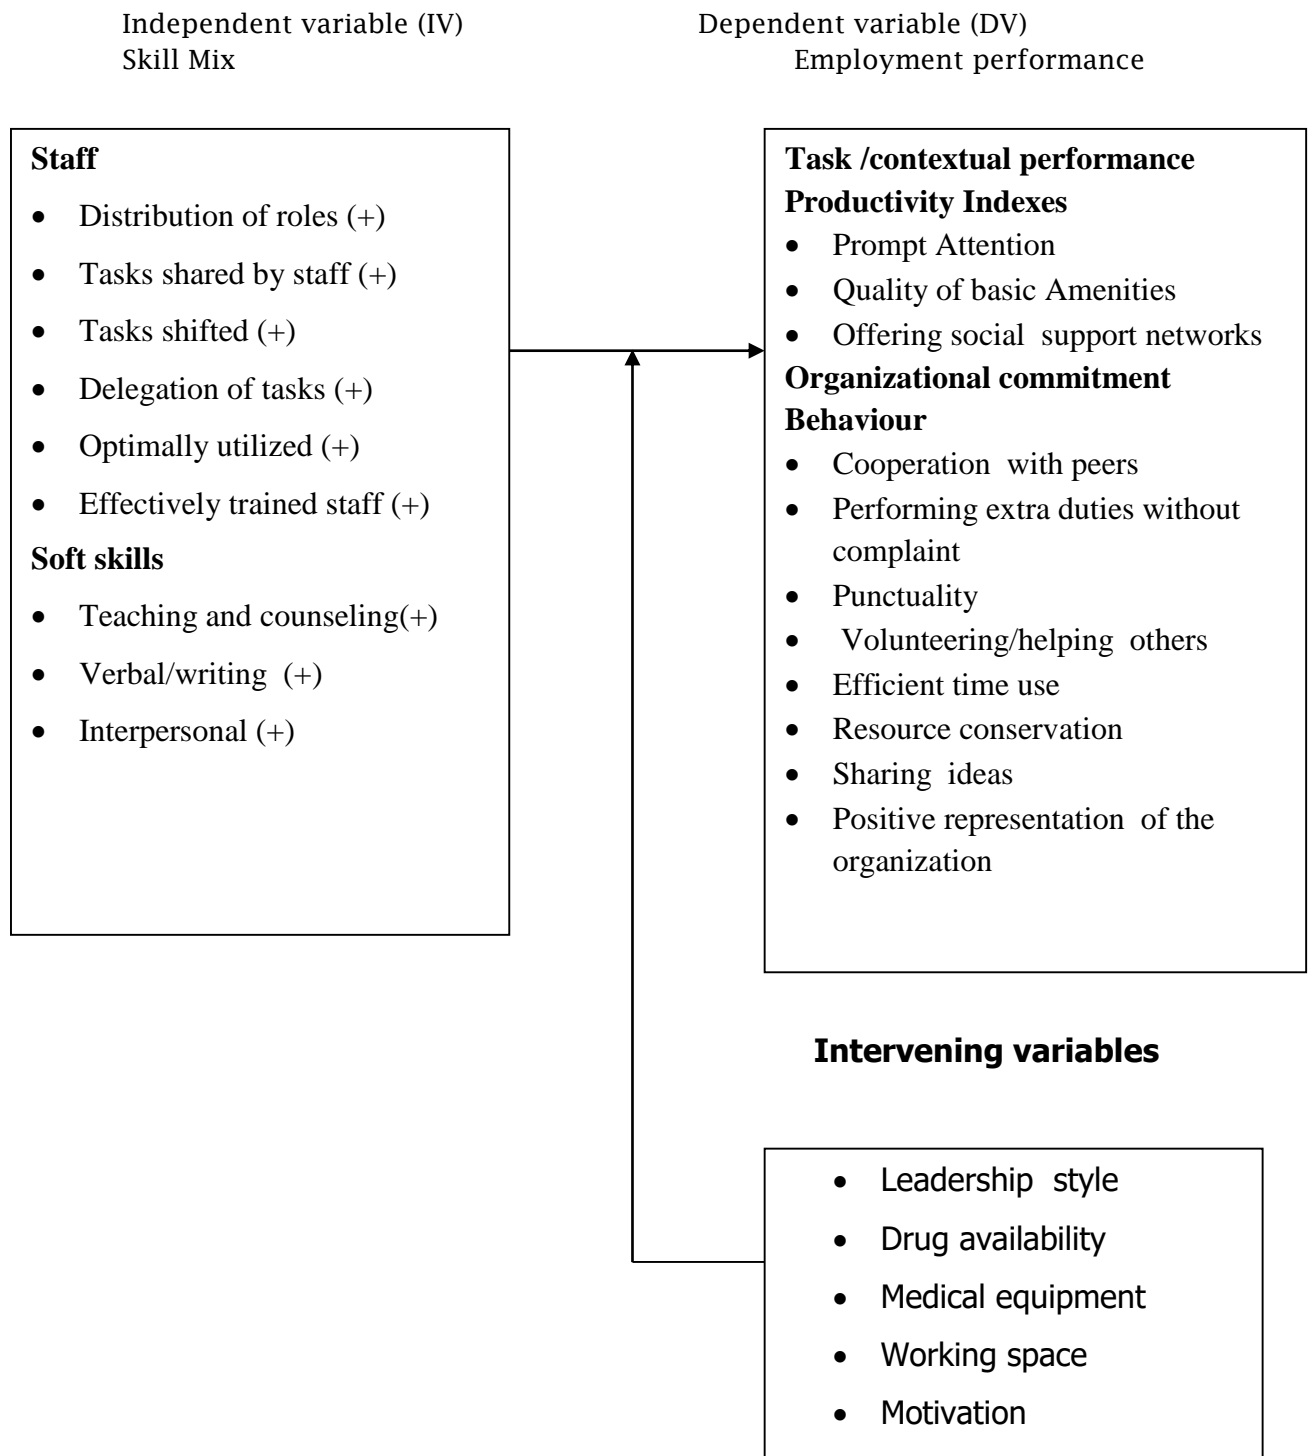 Independent variable (IV)
Skill Mix
Dependent variable (DV)
Employment performance
Staff
• Distribution of roles (+)
• Tasks shared by staff (+)
• Tasks shifted (+)
• Delegation of tasks (+)
• Optimally utilized (+)
• Effectively trained staff (+)
Soft skills
• Teaching and counseling(+)
• Verbal/writing (+)
• Interpersonal (+)
Task /contextual performance
Productivity Indexes
• Prompt Attention
• Quality of basic Amenities
• Offering social support networks
Organizational commitment
Behaviour
• Cooperation with peers
• Performing extra duties without
complaint
• Punctuality
• Volunteering/helping others
• Efficient time use
• Resource conservation
• Sharing ideas
• Positive representation of the
organization
Intervening variables
• Leadership style
• Drug availability
• Medical equipment
• Working space
• Motivation